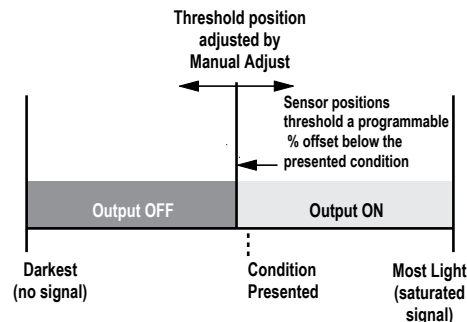 Threshold position
adjusted by
Manual Adjust
Sensor positions
threshold a programmable
% offset below the
presented condition
Output OFF
Output ON
Darkest
(no signal)
Condition
Presented
Most Light
(saturated
signal)